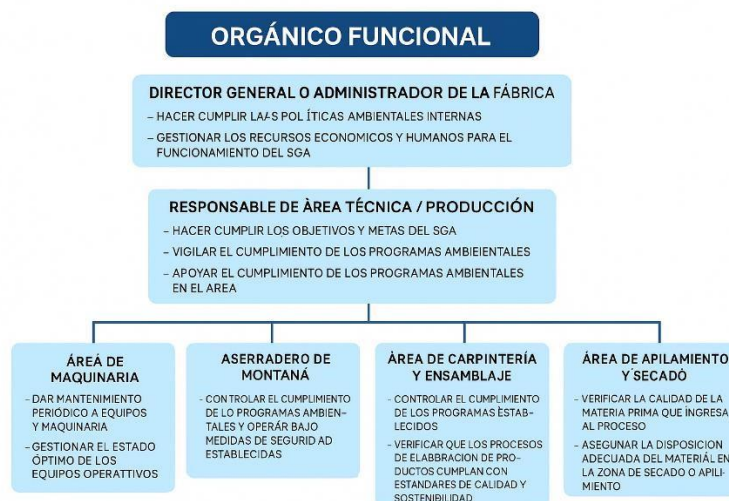 ORGÁNICO FUNCIONAL
DIRECTOR GENERAL O ADMINISTRADOR DE LA FÁBRICA
– HACER CUMPLIR LAAS POL ÍTICAS AMBIENTALES INTERNAS
– GESTIONAR LOS RECURSOS ECONOMICOS Y HUMANOS PARA EL
FUNCIONAMIENTO DEL SGA
RESPONSABLE DE ÀREA TÉCNICA / PRODUCCIÓN
– HACER CUMPLIR LOS OBJETIVOS Y METAS DEL SGA
– VIGILAR EL CUMPLIMIENTO DE LOS PROGRAMAS AMBIEIENTALES
– APOYAR EL CUMPLIMIENTO DE LOS PROGRAMAS AMBIENTALES
EN EL AREA
ÁREÁ DE
MAQUINARIA
- DAR MANTENIMIENTO
PERIÓDICO A EQUIPOS
Y MAQUINARIA
- GESTIONAR EL ESTADO
ÓPTIMO DE LOS
EQUIPOS OPERATTIVOS
ASERRADERO DE
MONTANÁ
- CONTROLAR EL CUMPLIMIENTO
DE LO PROGRAMAS AMBIEN-
TALES Y OPERÁR BAJO
MEDIDAS DE SEGURID AD
ESTABLECIDAS
ÀREA DE CARPINTERÍA
Y ENSAMBLAJE
- CONTROLAR EL CUMPLIMIENTO
DE LOS PROGRAMAS ÈSTAB-
LECIDOS
- VERIFICAR QUE LOS PROCESOS
DE ELABBRACION DE PRO-
DUCTOS CUMPLAN CON
ESTANDARES DE CALIDAD Y
SOSTENIBILIDAD
ÁREA DE APILAMIENTO
Y SECADÒ
- VERIFICAR LA CALIDAD DE LA
MATERIA PRIMA QUE INGRESA
AL PROCESO
- ASEGUNAR LA DISPOSICION
ADECUADA DEL MATERIÁL EN
LA ZONA DE SECADO O APILI-
MIENTO